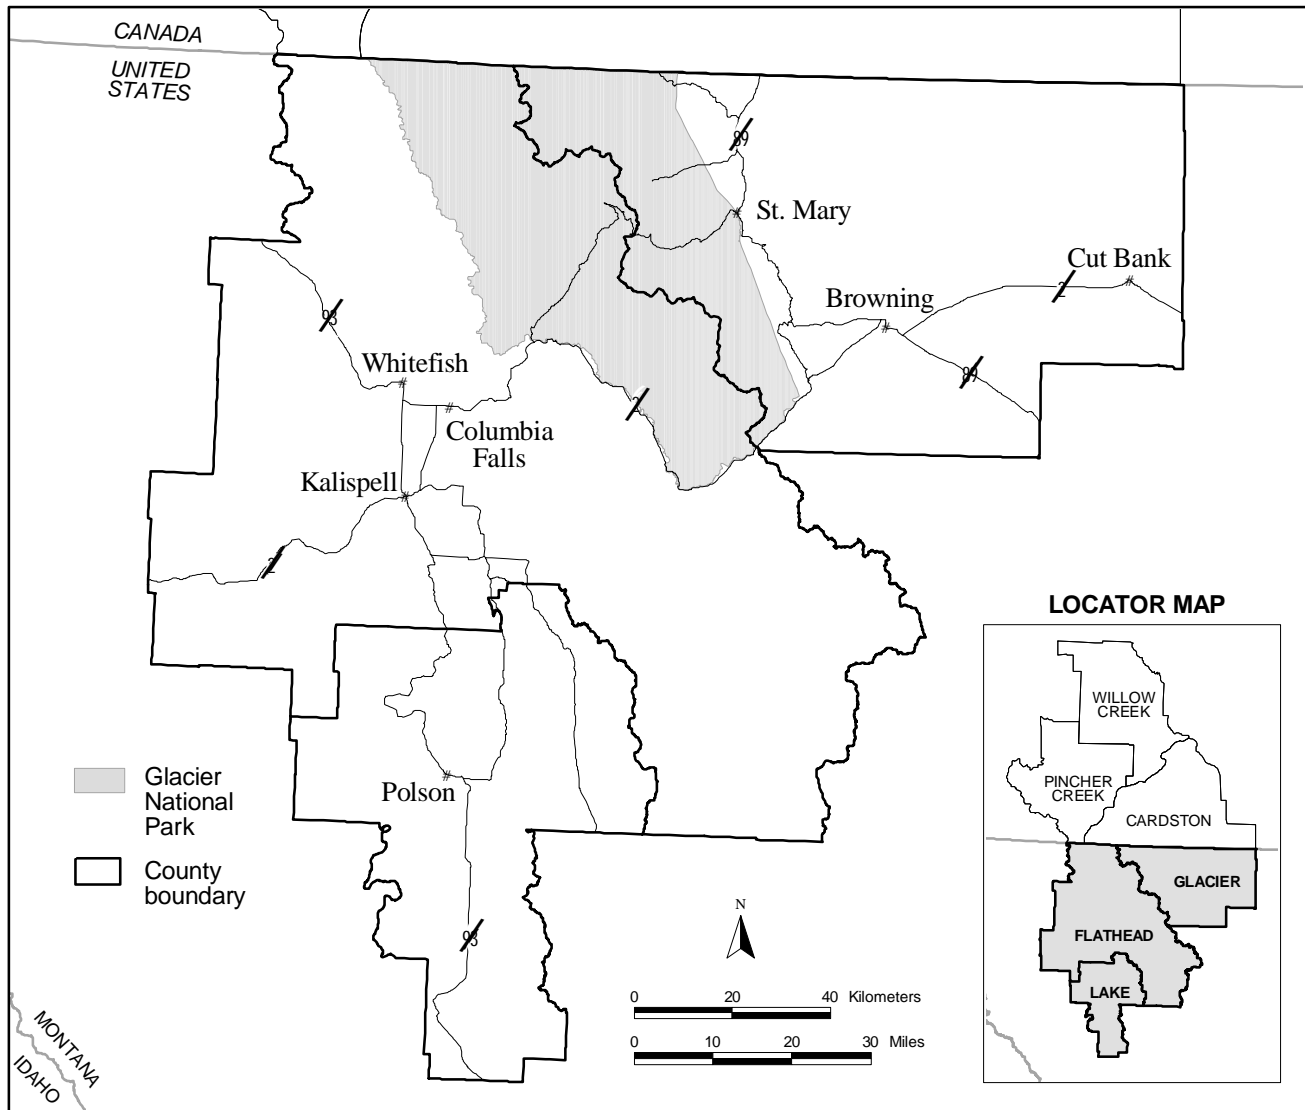 CANADA
UNITED
STATES
89
St. Mary
Cut Bank
2
Browning
93
Whitefish
89
2
Columbia
Falls
Kalispell
2
LOCATOR MAP
WILLOW
CREEK
PINCHER
CREEK
CARDSTON
GLACIER
FLATHEAD
LAKE
Glacier
National
Park
Polson
County
boundary
93
N
0 20 40 Kilometers
0 10 20 30 Miles
MONTANA
IDAHO